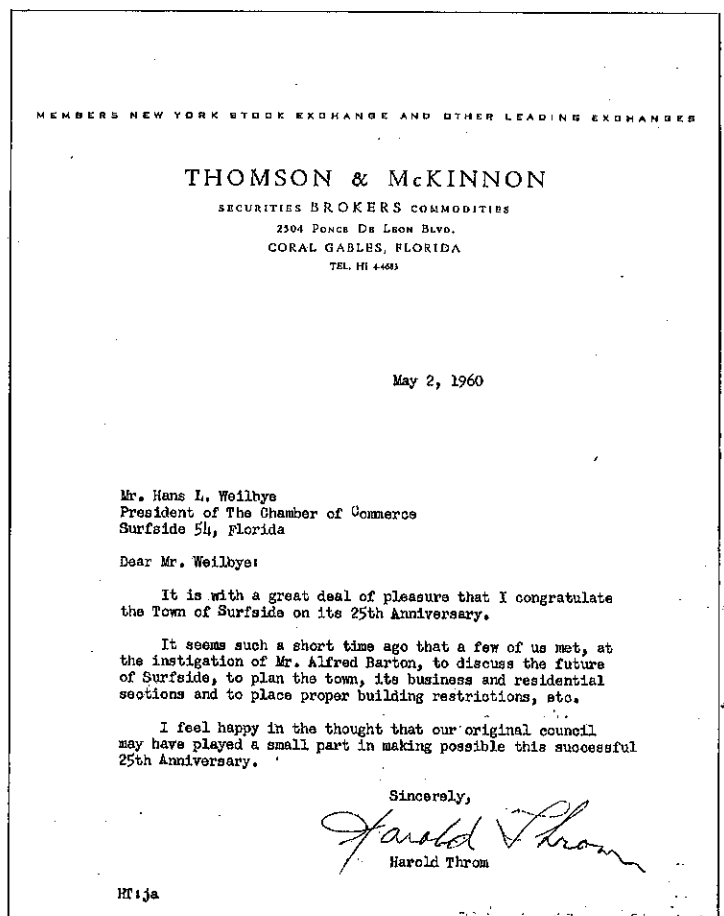 MEMBERS NEW YORK STOCK EXCHANGE AND OTHER LEADING EXCHANGES
THOMSON & McKINNON
SECURITIES BROKERS COMMODITIES
2504 PONCE DE LEON BLVD.
CORAL GABLES, FLORIDA
TEL. HI 4-4683
May 2, 1960
Mr. Hans L. Weilbye
President of The Chamber of Commerce
Surfside 54, Florida
Dear Mr. Weilbye:
It is with a great deal of pleasure that I congratulate
the Town of Surfside on its 25th Anniversary.
It seems such a short time ago that a few of us met, at
the instigation of Mr. Alfred Barton, to discuss the future
of Surfside, to plan the town, its business and residential
sections and to place proper building restrictions, etc.
I feel happy in the thought that our original council
may have played a small part in making possible this successful
25th Anniversary.
Sincerely,
Harold Throm
Harold Throm
HT:ja